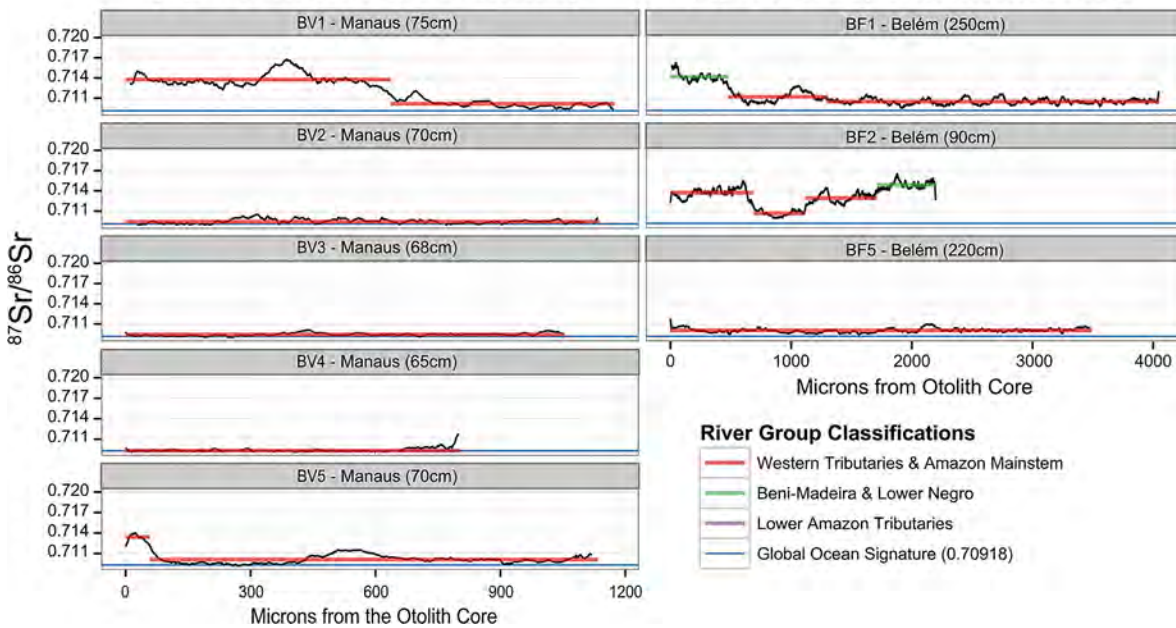 BV1 - Manaus (75cm)
0.720
0.717
0.714
0.711
BV2 - Manaus (70cm)
0.720
0.717
0.714
0.711
BV3 - Manaus (68cm)
0.720
0.717
0.714
0.711
BV4 - Manaus (65cm)
0.720
0.717
0.714
0.711
BV5 - Manaus (70cm)
0.720
0.717
0.714
0.711
87Sr/86Sr
0 300 600 900 1200
Microns from the Otolith Core
BF1 - Belém (250cm)
BF2 - Belém (90cm)
BF5 - Belém (220cm)
0 1000 2000 3000 4000
Microns from Otolith Core
River Group Classifications
Western Tributaries & Amazon Mainstem
Beni-Madeira & Lower Negro
Lower Amazon Tributaries
Global Ocean Signature (0.70918)